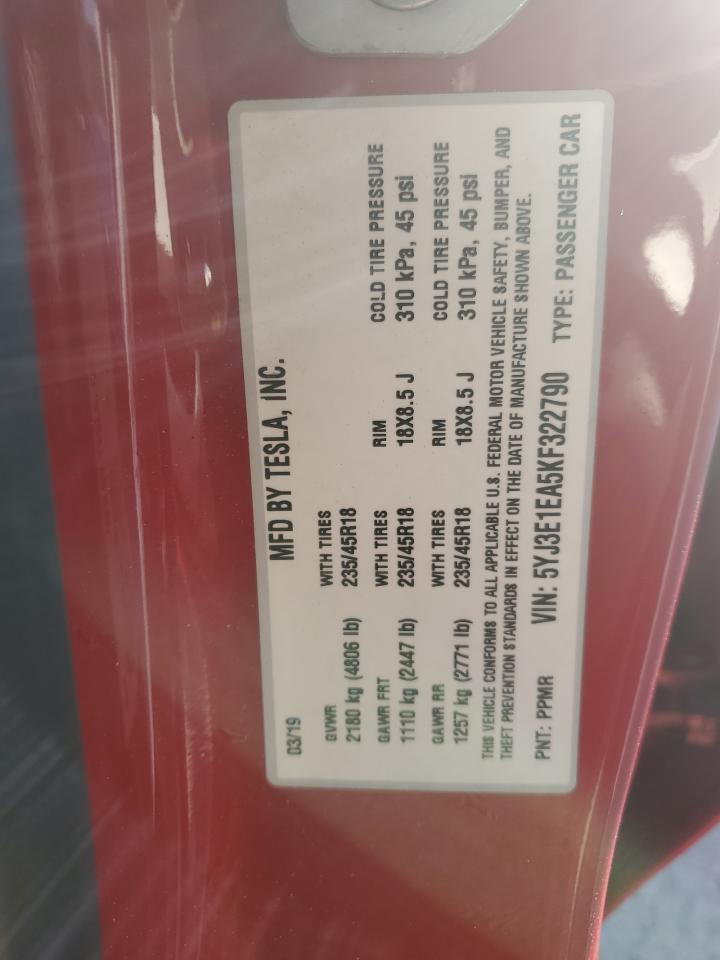 MFD BY TESLA, INC.
03/19
GVWR WITH TIRES
2180 kg (4806 lb) 235/45R18
GAWR FRT WITH TIRES RIM COLD TIRE PRESSURE
1110 kg (2447 lb) 235/45R18 18X8.5 J 310 kPa, 45 psi
GAWR RR WITH TIRES RIM COLD TIRE PRESSURE
1257 kg (2771 lb) 235/45R18 18X8.5 J 310 kPa, 45 psi
THIS VEHICLE CONFORMS TO ALL APPLICABLE U.S. FEDERAL MOTOR VEHICLE SAFETY, BUMPER, AND
THEFT PREVENTION STANDARDS IN EFFECT ON THE DATE OF MANUFACTURE SHOWN ABOVE.
PNT: PPMR VIN: 5YJ3E1EA5KF322790 TYPE: PASSENGER CAR